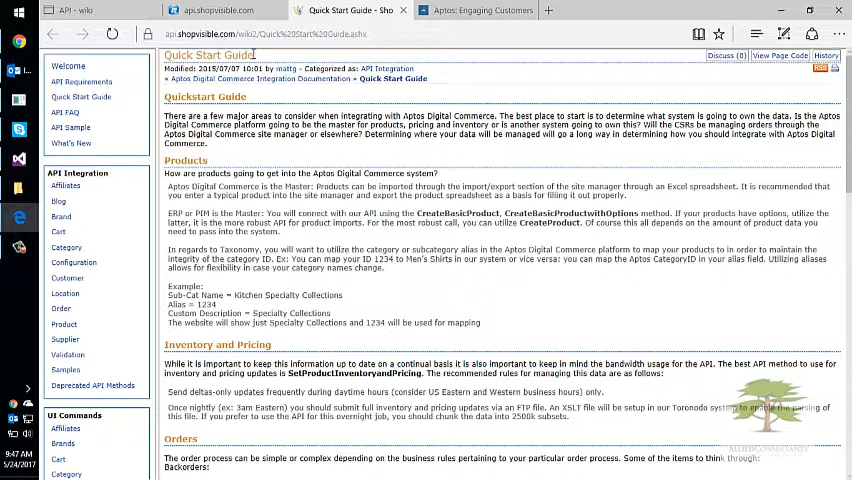 API - wiki
api.shopvisible.com
Quick Start Guide - Sho
Aptos: Engaging Customers
api.shopvisible.com/wiki2/Quick%20Start%20Guide.ashx
Quick Start Guide
Discuss (0)
View Page Code
History
Modified: 2015/07/07 10:01 by mattg - Categorized as: API Integration
RSS
» Aptos Digital Commerce Integration Documentation » Quick Start Guide
Welcome
API Requirements
Quick Start Guide
API FAQ
API Sample
What's New
API Integration
Affiliates
Blog
Brand
Cart
Category
Configuration
Customer
Location
Order
Product
Supplier
Validation
Samples
Deprecated API Methods
UI Commands
Affiliates
Brands
Cart
Category
Quickstart Guide
There are a few major areas to consider when integrating with Aptos Digital Commerce. The best place to start is to determine what system is going to own the data. Is the Aptos
Digital Commerce platform going to be the master for products, pricing and inventory or is another system going to own this? Will the CSRs be managing orders through the
Aptos Digital Commerce site manager or elsewhere? Determining where your data will be managed will go a long way in determining how you should integrate with Aptos Digital
Commerce.
Products
How are products going to get into the Aptos Digital Commerce system?
Aptos Digital Commerce is the Master: Products can be imported through the import/export section of the site manager through an Excel spreadsheet. It is recommended that
you enter a typical product into the site manager and export the product spreadsheet as a basis for filling it out properly.
ERP or PIM is the Master: You will connect with our API using the CreateBasicProduct, CreateBasicProductwithOptions method. If your products have options, utilize the
latter, it is the more robust API for product imports. For the most robust call, you can utilize CreateProduct. Of course this all depends on the amount of product data you
need to pass into the system.
In regards to Taxonomy, you will want to utilize the category or subcategory alias in the Aptos Digital Commerce platform to map your products to in order to maintain the
integrity of the category ID. Ex: You can map your ID 1234 to Men's Shirts in our system or vice versa: you can map the Aptos CategoryID in your alias field. Utilizing aliases
allows for flexibility in case your category names change.
Example:
Sub-Cat Name = Kitchen Specialty Collections
Alias = 1234
Custom Description = Specialty Collections
The website will show just Specialty Collections and 1234 will be used for mapping
Inventory and Pricing
While it is important to keep this information up to date on a continual basis it is also important to keep in mind the bandwidth usage for the API. The best API method to use for
inventory and pricing updates is SetProductInventoryandPricing. The recommended rules for managing this data are as follows:
Send deltas-only updates frequently during daytime hours (consider US Eastern and Western business hours) only.
Once nightly (ex: 3am Eastern) you should submit full inventory and pricing updates via an FTP file. An XSLT file will be setup in our Toronodo system to enable the parsing of
this file. If you prefer to use the API for this overnight job, you should chunk the data into 2500k subsets.
Orders
The order process can be simple or complex depending on the business rules pertaining to your particular order process. Some of the items to think through:
Backorders:
ALLIEDCONSULTANTS
9:47 AM
5/24/2017